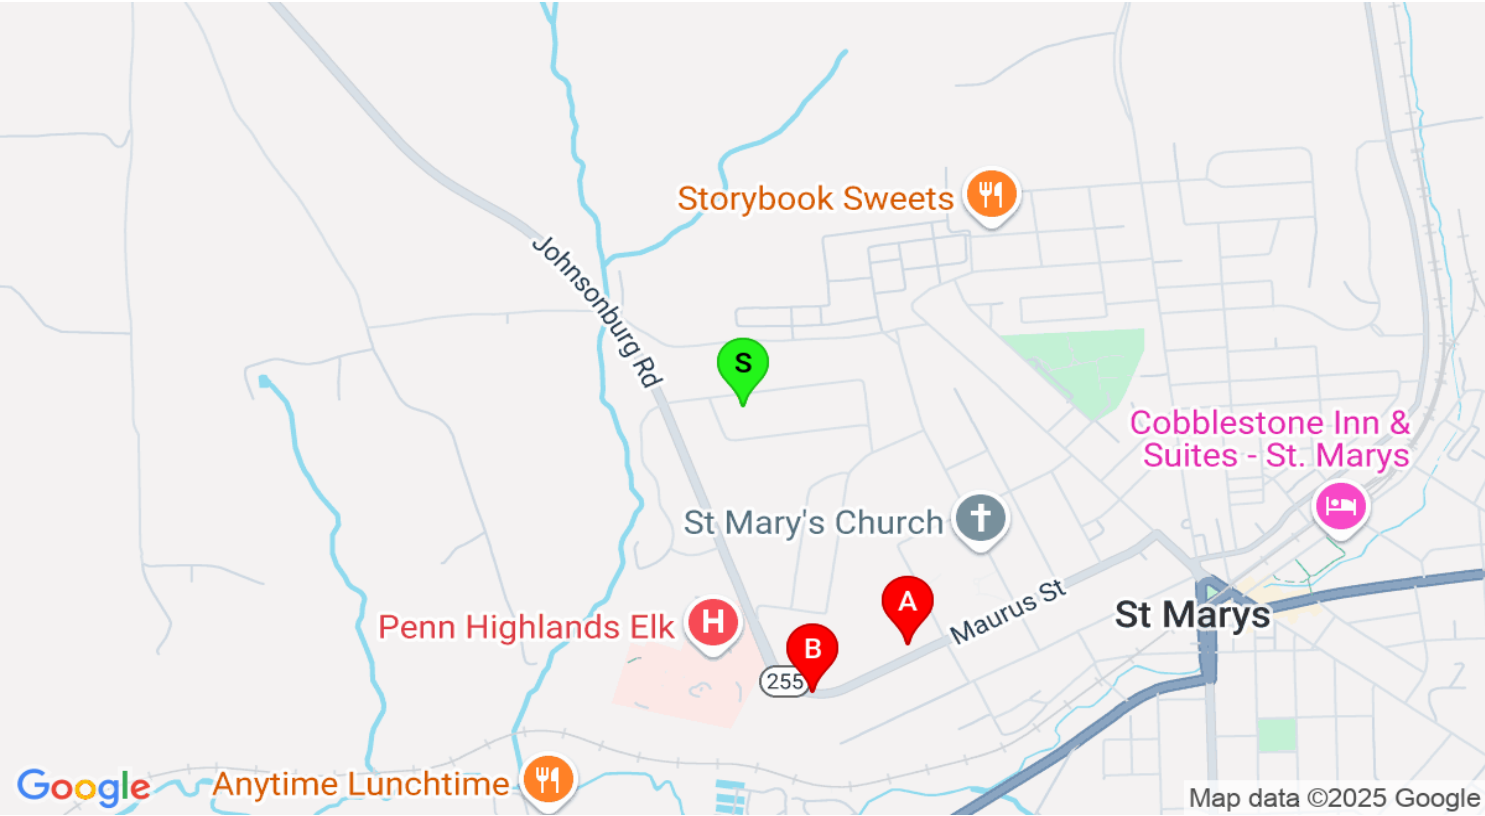 Storybook Sweets
Johnsonburg Rd
S
Cobblestone Inn &
Suites - St. Marys
St Mary's Church
A
Maurus St
St Marys
Penn Highlands Elk
H
B
255
Google
Anytime Lunchtime
Map data ©2025 Google